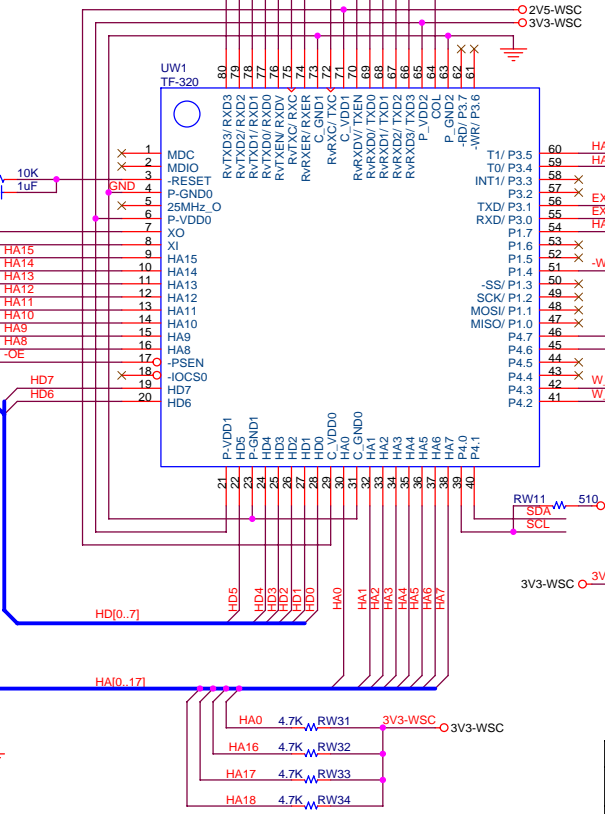 2V5-WSC
3V3-WSC
UW1
TF-320
80 79 78 77 76 75 74 73 72 71 70 69 68 67 66 65 64 63 62 61
RvTXD3/ RXD3
RvTXD2/ RXD2
RvTXD1/ RXD1
RvTXD0/ RXD0
RvTXEN/ RXDV
RvTXC/ RXC
RvRXER/ RXER
C_GND1
RvRXC/ TXC
C_VDD1
RvRXDV/ TXEN
RvRXD0/ TXD0
RvRXD1/ TXD1
RvRXD2/ TXD2
RvRXD3/ TXD3
P_VDD2
COL
P_GND2
-RD/ P3.7
-WR/ P3.6
10K
1uF
GND
1 MDC
2 MDIO
3 -RESET
4 P-GND0
5 25MHz_O
6 P-VDD0
7 XO
8 XI
HA15 9 HA15
HA14 10 HA14
HA13 11 HA13
HA12 12 HA12
HA11 13 HA11
HA10 14 HA10
HA9 15 HA9
HA8 16 HA8
-OE 17 -PSEN
18 -IOCS0
HD7 19 HD7
HD6 20 HD6
T1/ P3.5 60 HA
T0/ P3.4 59 HA
INT1/ P3.3 58
P3.2 57
TXD/ P3.1 56 EX
RXD/ P3.0 55 EX
P1.7 54 HA
P1.6 53
P1.5 52
P1.4 51 -W
-SS/ P1.3 50
SCK/ P1.2 49
MOSI/ P1.1 48
MISO/ P1.0 47
P4.7 46
P4.6 45
P4.5 44
P4.4 43
P4.3 42 W_
P4.2 41 W_
P-VDD1
HD5
P-GND1
HD4
HD3
HD2
HD1
HD0
C_VDD0
HA0
C_GND0
HA1
HA2
HA3
HA4
HA5
HA6
HA7
P4.0
P4.1
21 22 23 24 25 26 27 28 29 30 31 32 33 34 35 36 37 38 39 40
RW11 510
SDA
SCL
3V3-WSC 3V
HD5
HD4
HD3
HD2
HD1
HD0
HA0
HA1
HA2
HA3
HA4
HA5
HA6
HA7
HD[0..7]
HA[0..17]
HA0 4.7K RW31 3V3-WSC 3V3-WSC
HA16 4.7K RW32
HA17 4.7K RW33
HA18 4.7K RW34